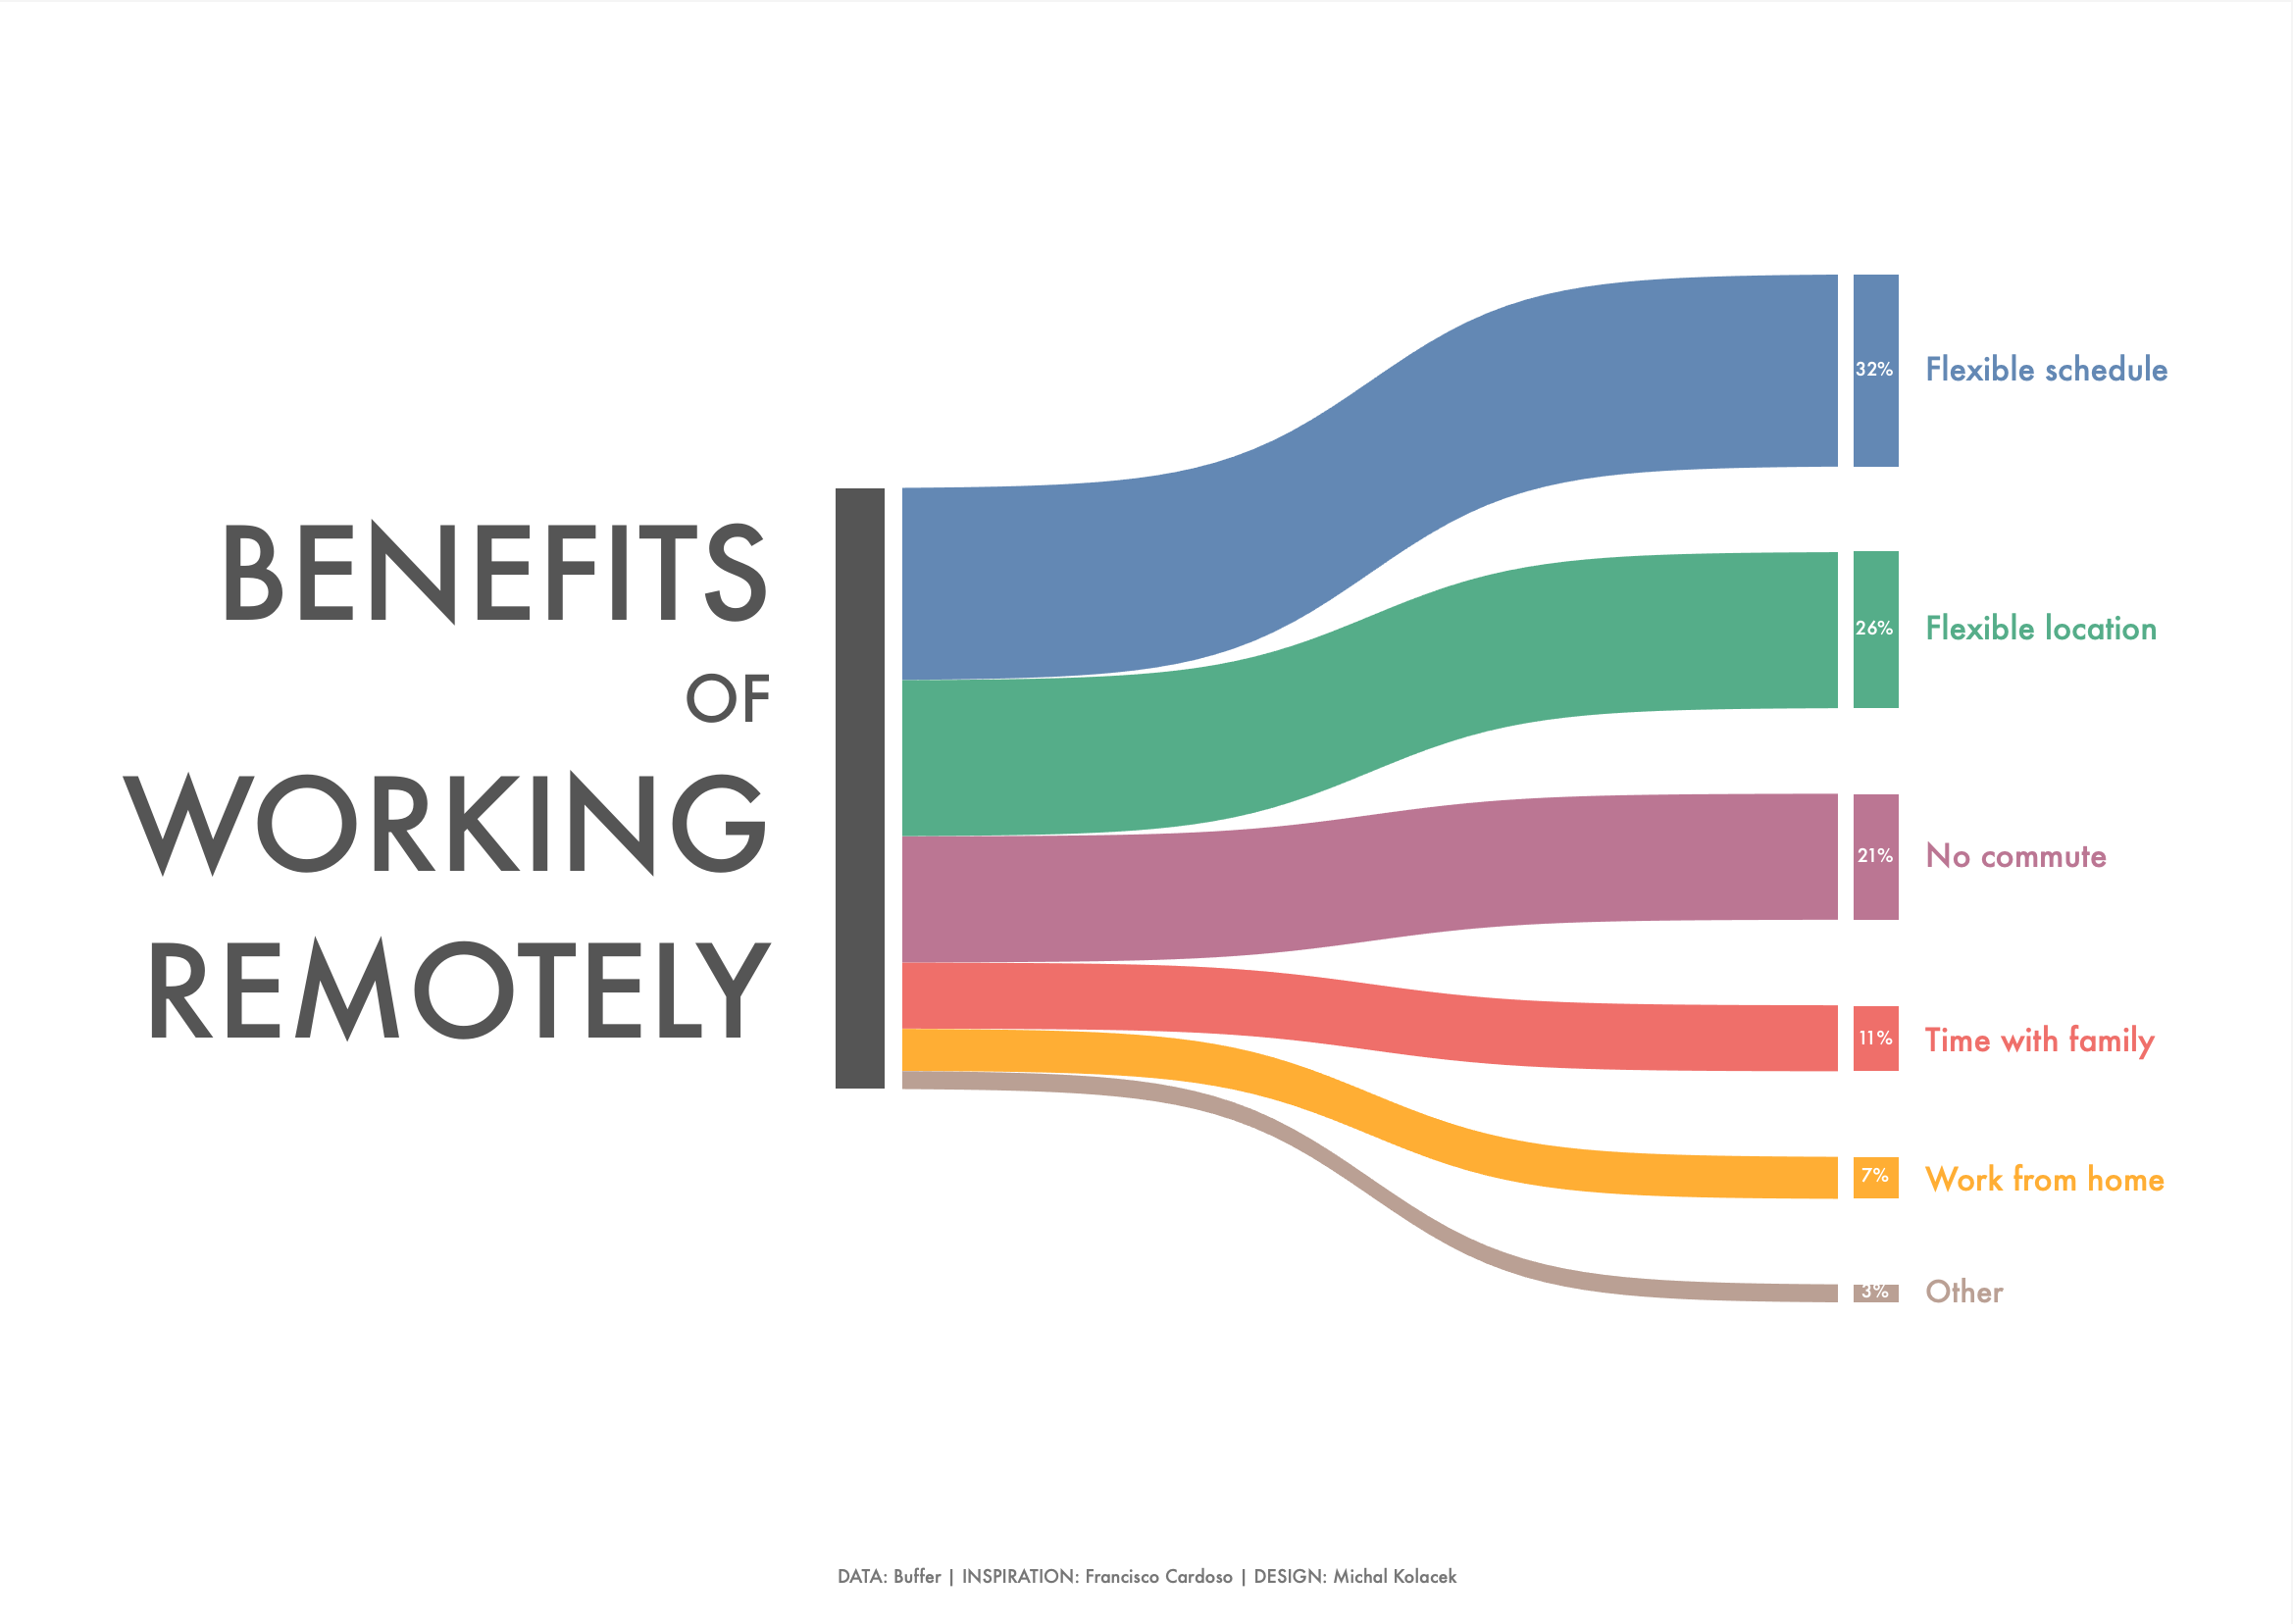 BENEFITS
OF
WORKING
REMOTELY
32% Flexible schedule
26% Flexible location
21% No commute
11% Time with family
7% Work from home
3% Other
DATA: Buffer | INSPIRATION: Francisco Cardoso | DESIGN: Michal Kolacek